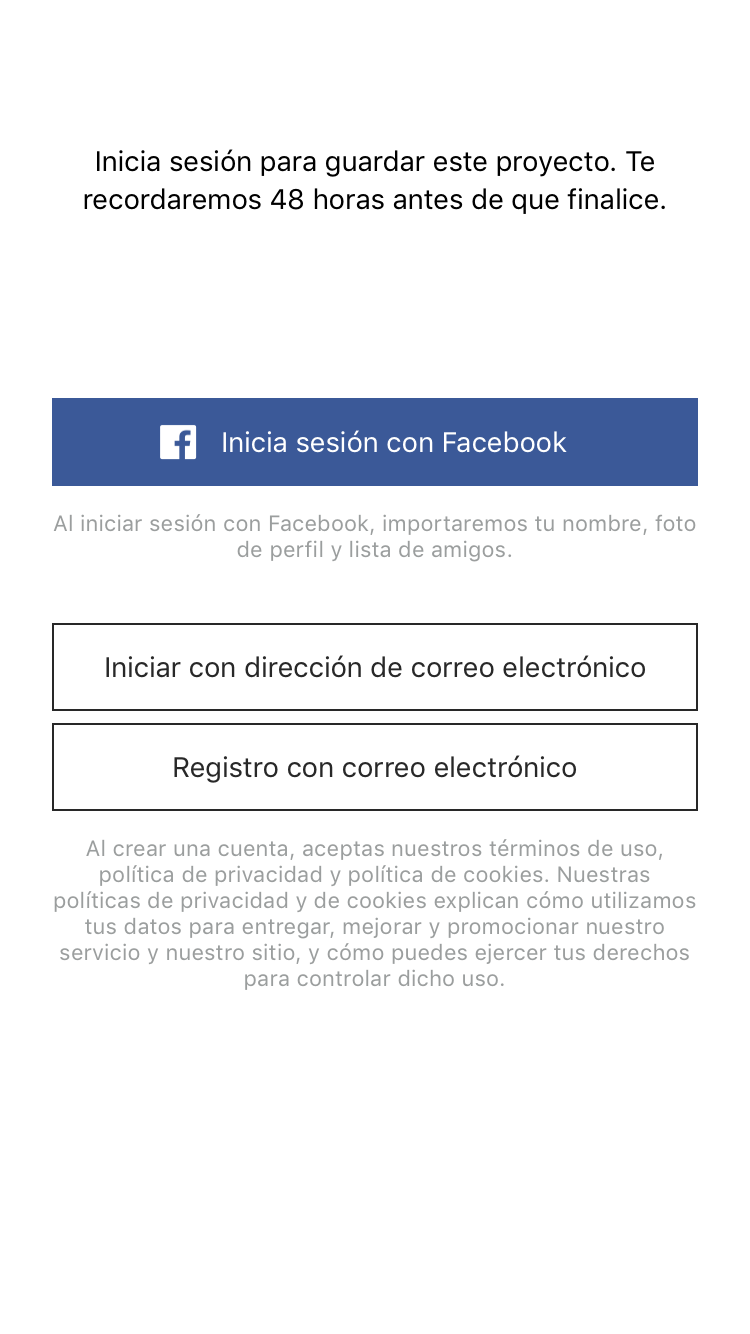 Inicia sesión para guardar este proyecto. Te
recordaremos 48 horas antes de que finalice.
Inicia sesión con Facebook
Al iniciar sesión con Facebook, importaremos tu nombre, foto
de perfil y lista de amigos.
Iniciar con dirección de correo electrónico
Registro con correo electrónico
Al crear una cuenta, aceptas nuestros términos de uso,
política de privacidad y política de cookies. Nuestras
políticas de privacidad y de cookies explican cómo utilizamos
tus datos para entregar, mejorar y promocionar nuestro
servicio y nuestro sitio, y cómo puedes ejercer tus derechos
para controlar dicho uso.